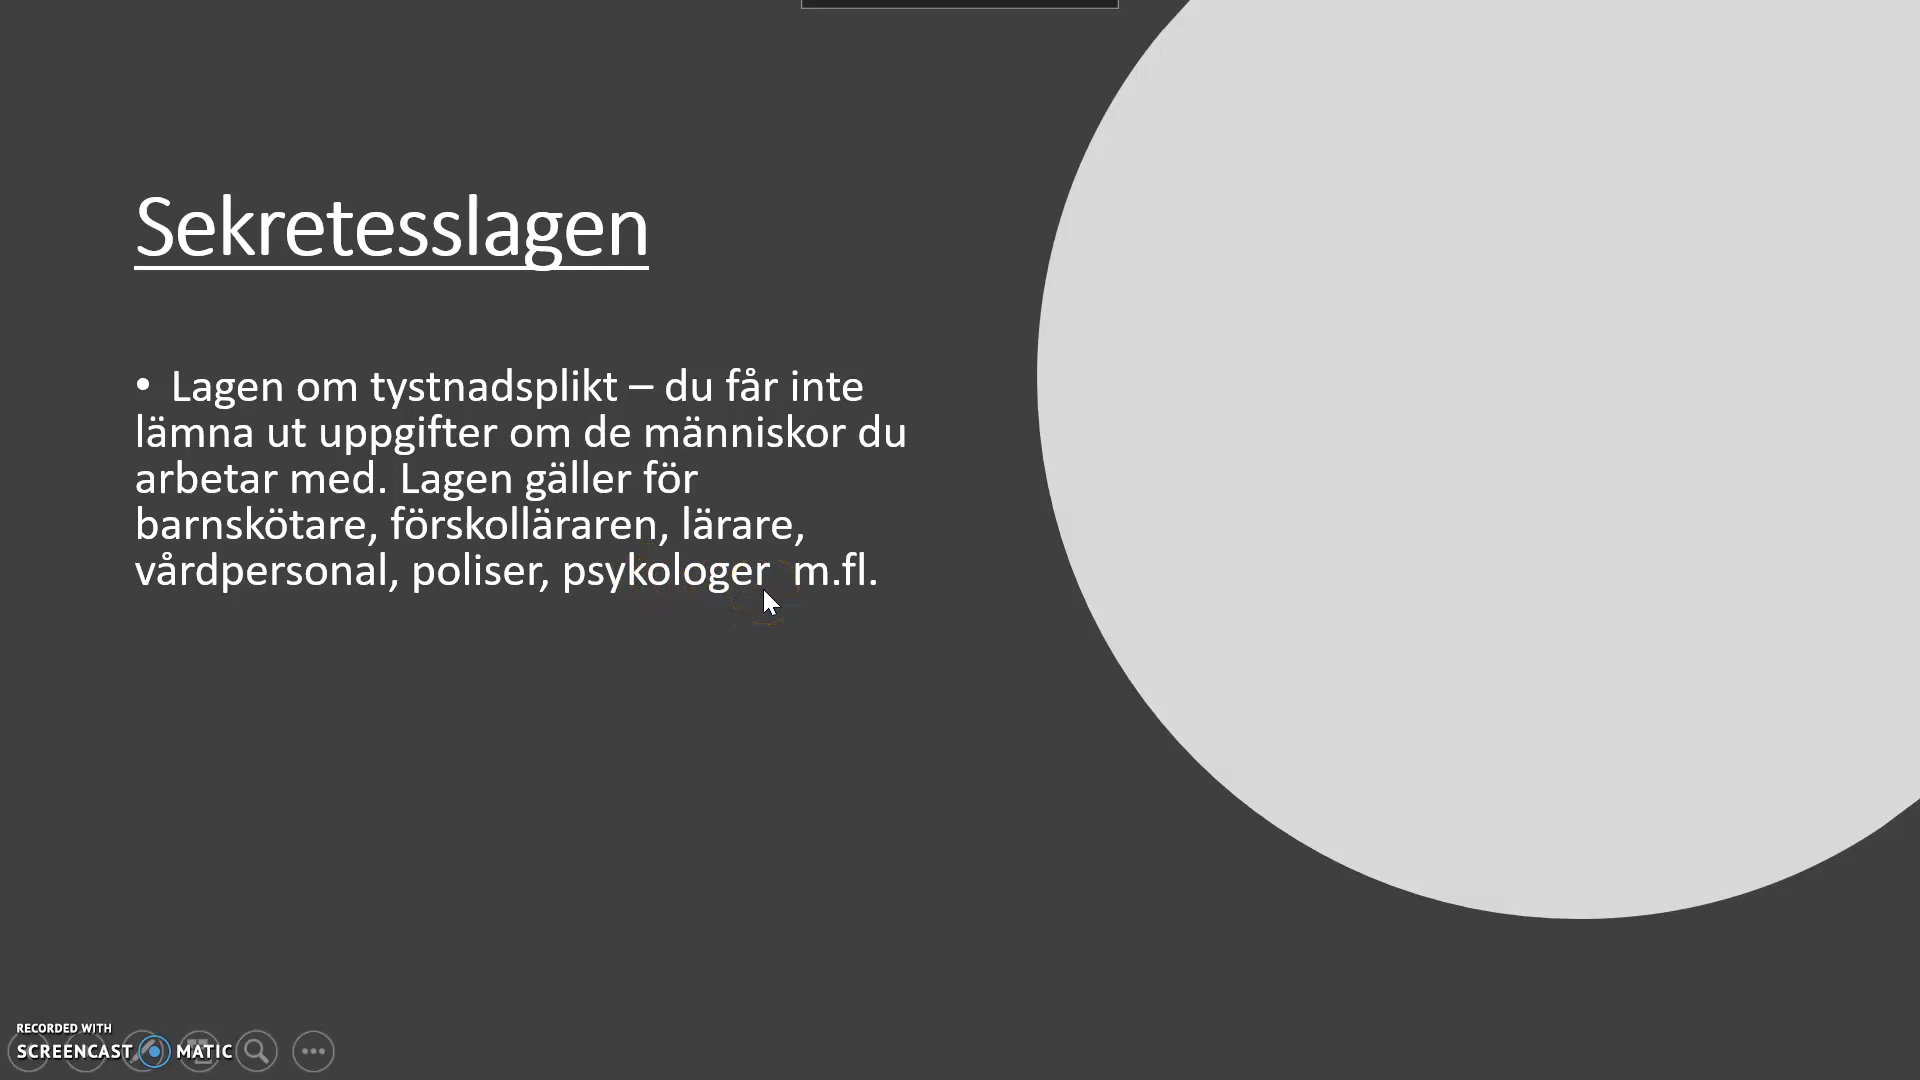 Sekretesslagen
• Lagen om tystnadsplikt – du får inte
lämna ut uppgifter om de människor du
arbetar med. Lagen gäller för
barnskötare, förskolläraren, lärare,
vårdpersonal, poliser, psykologer  m.fl.
RECORDED WITH
SCREENCAST MATIC